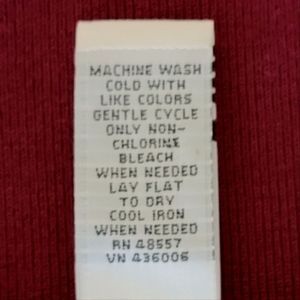 MACHINE WASH
COLD WITH
LIKE COLORS
GENTLE CYCLE
ONLY NON-
CHLORINE
BLEACH
WHEN NEEDED
LAY FLAT
TO DRY
COOL IRON
WHEN NEEDED
RN 48557
VN 436006